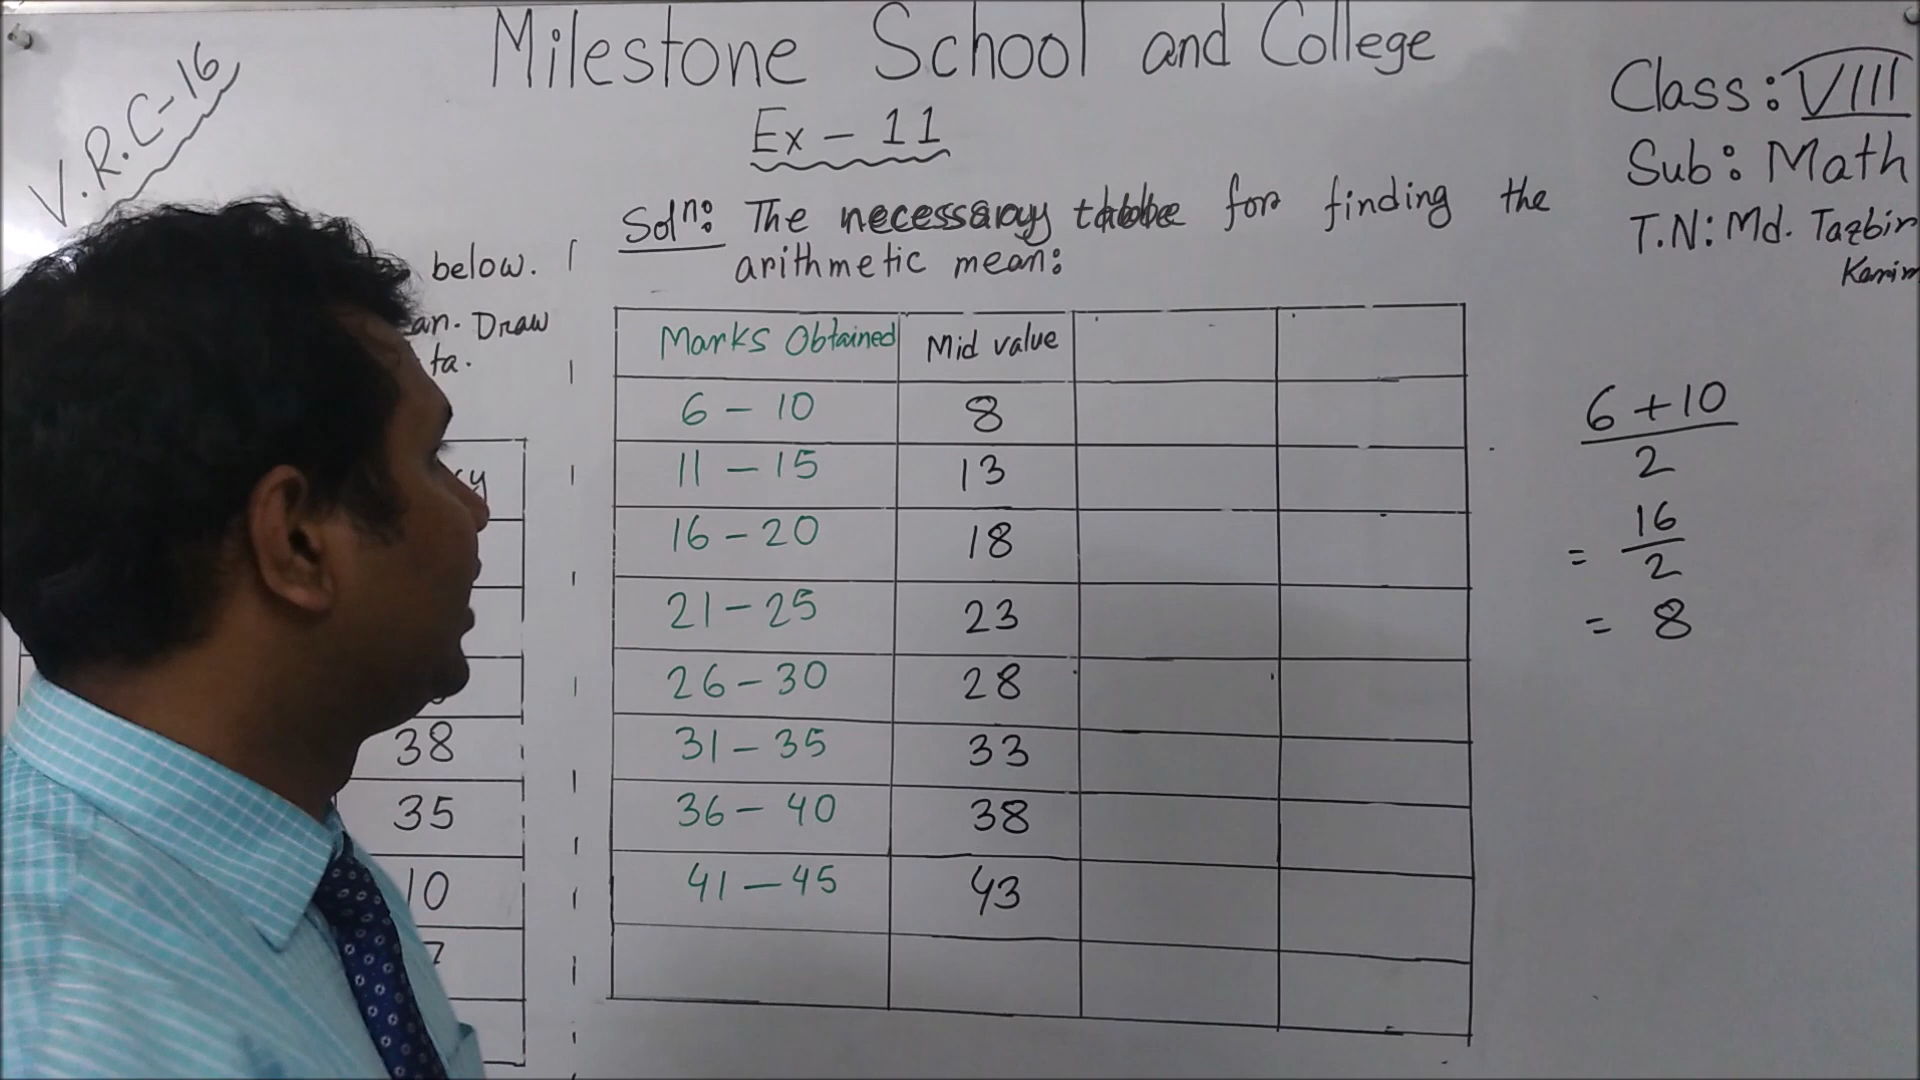 Milestone School and College
V.R.C-16
Ex - 11
Class: VIII
Sub: Math
T.N: Md. Tazbir
Karim
below.
an. Draw
ta.
cy
38
35
10
7
Solⁿ: The necessary table for finding the
arithmetic mean:
Marks Obtained Mid value
6 - 10 8
11 - 15 13
16 - 20 18
21 - 25 23
26 - 30 28
31 - 35 33
36 - 40 38
41 - 45 43
6 + 10
2
= 16
2
= 8